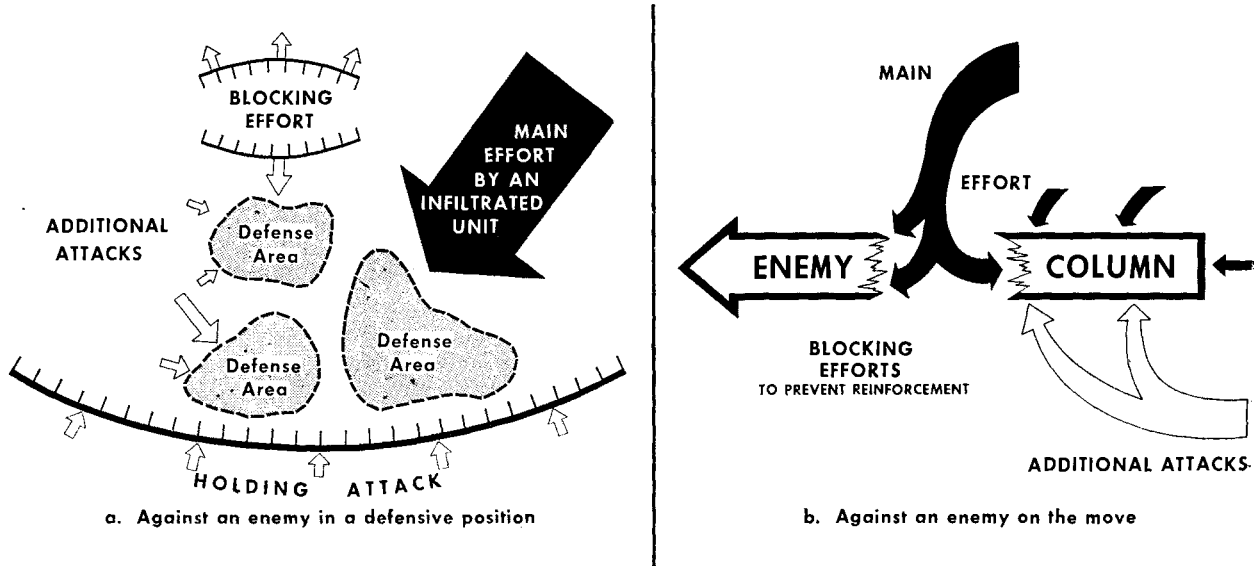 BLOCKING
EFFORT
MAIN
EFFORT
BY AN
INFILTRATED
UNIT
ADDITIONAL
ATTACKS
Defense
Area
Defense
Area
Defense
Area
HOLDING ATTACK
a. Against an enemy in a defensive position
MAIN
EFFORT
ENEMY
COLUMN
BLOCKING
EFFORTS
TO PREVENT REINFORCEMENT
ADDITIONAL ATTACKS
b. Against an enemy on the move